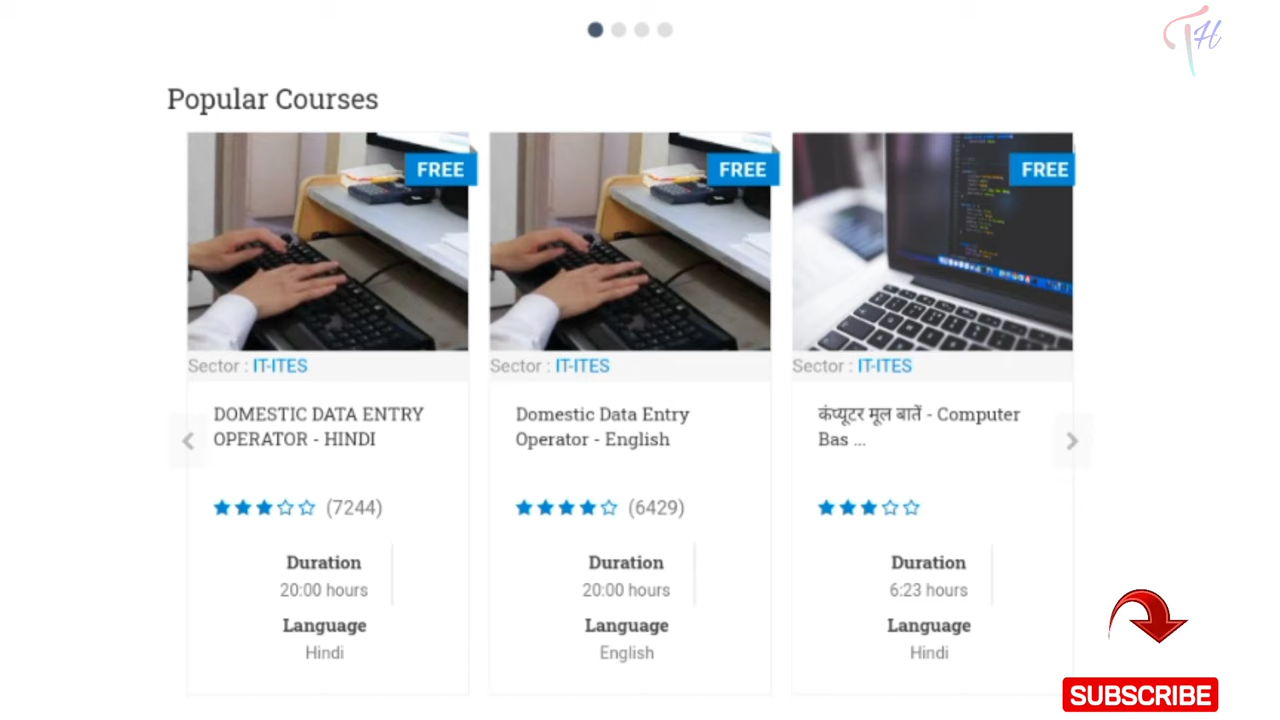 TH
Popular Courses
FREE
FREE
FREE
Sector : IT-ITES
Sector : IT-ITES
Sector : IT-ITES
DOMESTIC DATA ENTRY
OPERATOR - HINDI
Domestic Data Entry
Operator - English
कंप्यूटर मूल बातें - Computer
Bas ...
(7244)
(6429)
Duration
20:00 hours
Duration
20:00 hours
Duration
6:23 hours
Language
Hindi
Language
English
Language
Hindi
SUBSCRIBE